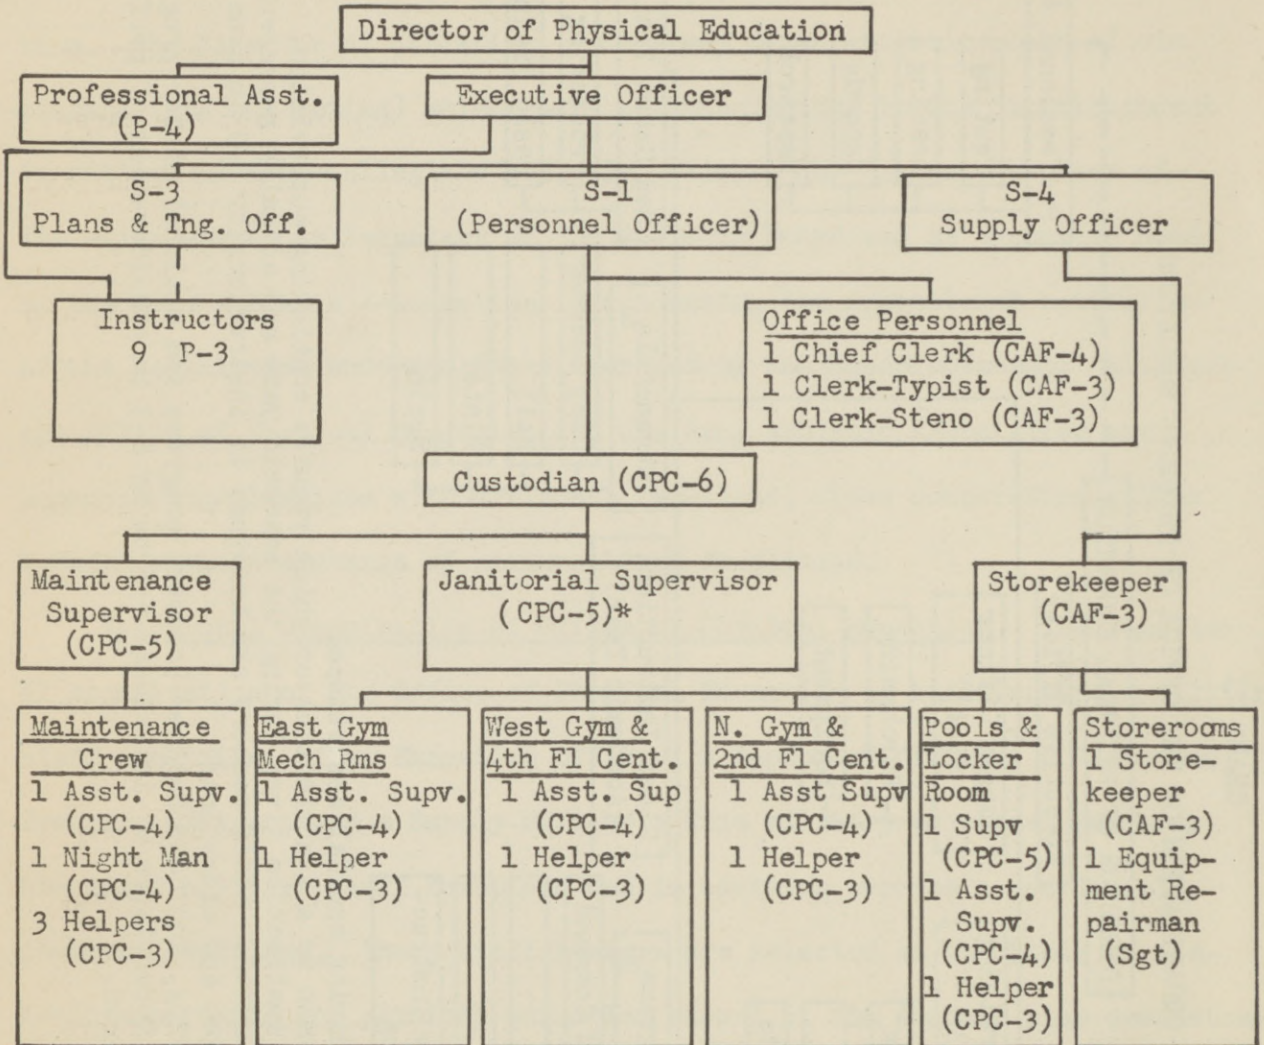 Director of Physical Education
Professional Asst.
(P-4)
Executive Officer
S-3
Plans & Tng. Off.
S-1
(Personnel Officer)
S-4
Supply Officer
Instructors
9 P-3
Office Personnel
1 Chief Clerk (CAF-4)
1 Clerk-Typist (CAF-3)
1 Clerk-Steno (CAF-3)
Custodian (CPC-6)
Maintenance
Supervisor
(CPC-5)
Janitorial Supervisor
(CPC-5)*
Storekeeper
(CAF-3)
Maintenance
Crew
1 Asst. Supv.
(CPC-4)
1 Night Man
(CPC-4)
3 Helpers
(CPC-3)
East Gym
Mech Rms
1 Asst. Supv.
(CPC-4)
1 Helper
(CPC-3)
West Gym &
4th Fl Cent.
1 Asst. Sup
(CPC-4)
1 Helper
(CPC-3)
N. Gym &
2nd Fl Cent.
1 Asst Supv
(CPC-4)
1 Helper
(CPC-3)
Pools &
Locker
Room
1 Supv
(CPC-5)
1 Asst.
Supv.
(CPC-4)
1 Helper
(CPC-3)
Storerooms
1 Store-
keeper
(CAF-3)
1 Equip-
ment Re-
pairman
(Sgt)